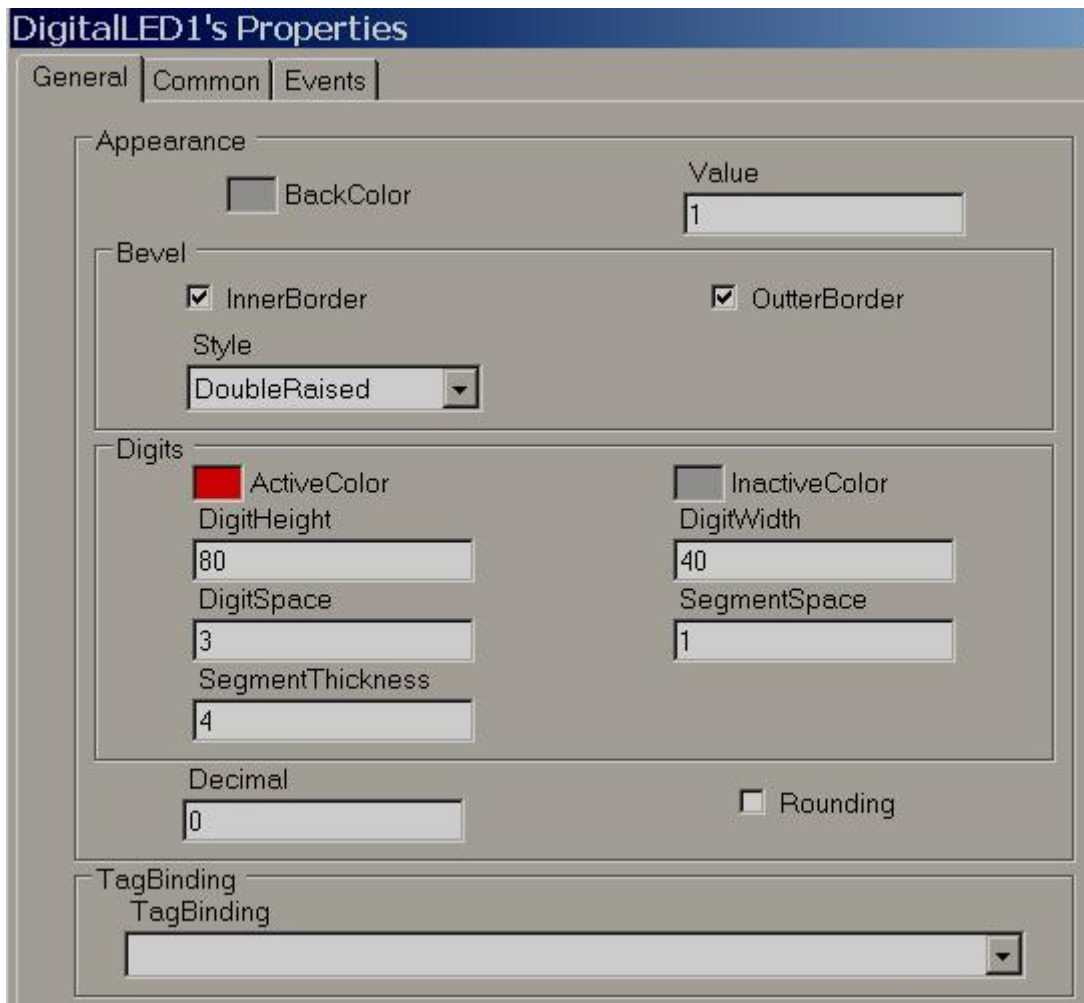 DigitalLED1's Properties
General Common Events
Appearance
BackColor
Value
1
Bevel
InnerBorder
OutterBorder
Style
DoubleRaised
Digits
ActiveColor
InactiveColor
DigitHeight
DigitWidth
80
40
DigitSpace
SegmentSpace
3
1
SegmentThickness
4
Decimal
0
Rounding
TagBinding
TagBinding